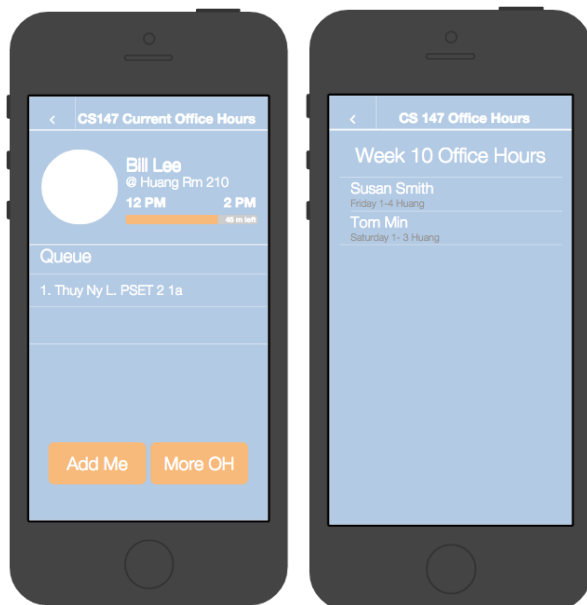 < CS147 Current Office Hours
Bill Lee
@ Huang Rm 210
12 PM 2 PM
45 m left
Queue
1. Thuy Ny L. PSET 2 1a
Add Me More OH
< CS 147 Office Hours
Week 10 Office Hours
Susan Smith
Friday 1-4 Huang
Tom Min
Saturday 1- 3 Huang